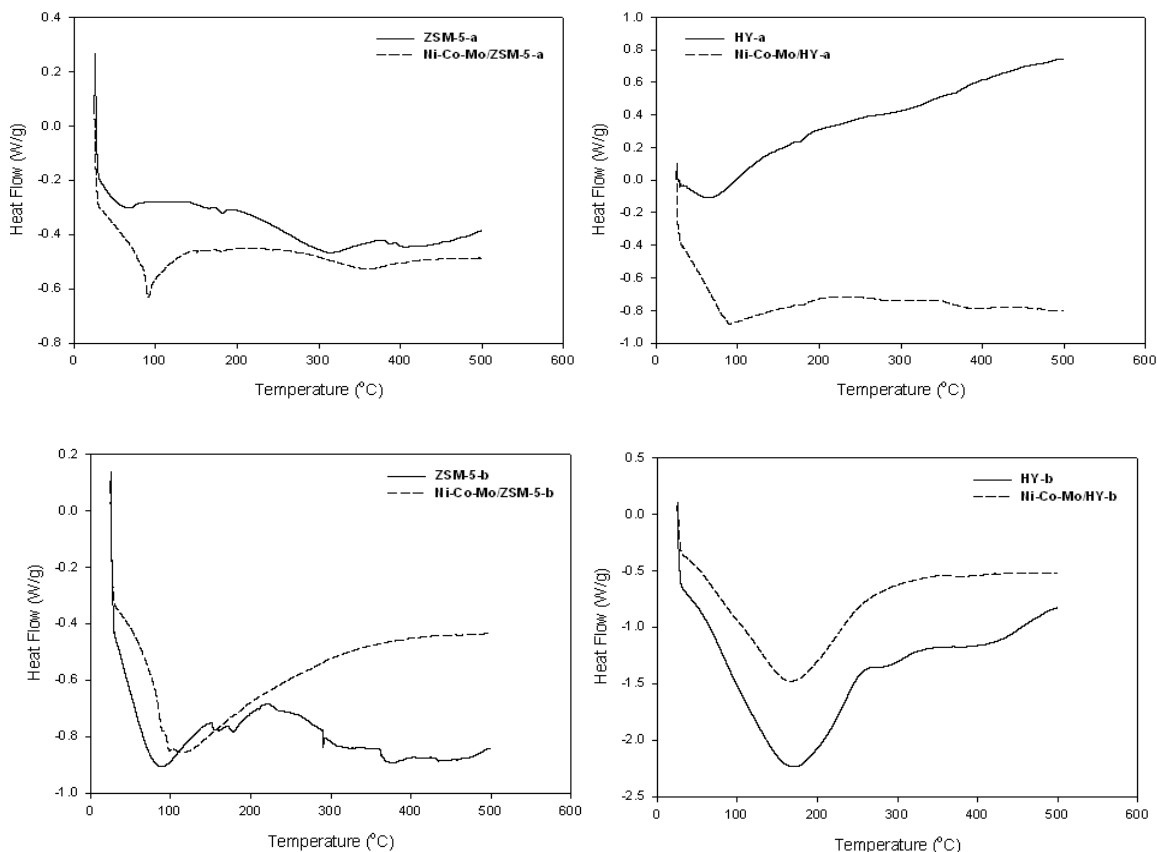 0.4
0.2
0.0
-0.2
-0.4
-0.6
-0.8
Heat Flow (W/g)
ZSM-5-a
Ni-Co-Mo/ZSM-5-a
0 100 200 300 400 500 600
Temperature (°C)
1.0
0.8
0.6
0.4
0.2
0.0
-0.2
-0.4
-0.6
-0.8
-1.0
Heat Flow (W/g)
HY-a
Ni-Co-Mo/HY-a
0 100 200 300 400 500 600
Temperature (°C)
0.2
0.0
-0.2
-0.4
-0.6
-0.8
-1.0
Heat Flow (W/g)
ZSM-5-b
Ni-Co-Mo/ZSM-5-b
0 100 200 300 400 500 600
Temperature (°C)
0.5
0.0
-0.5
-1.0
-1.5
-2.0
-2.5
Heat Flow (W/g)
HY-b
Ni-Co-Mo/HY-b
0 100 200 300 400 500 600
Temperature (°C)